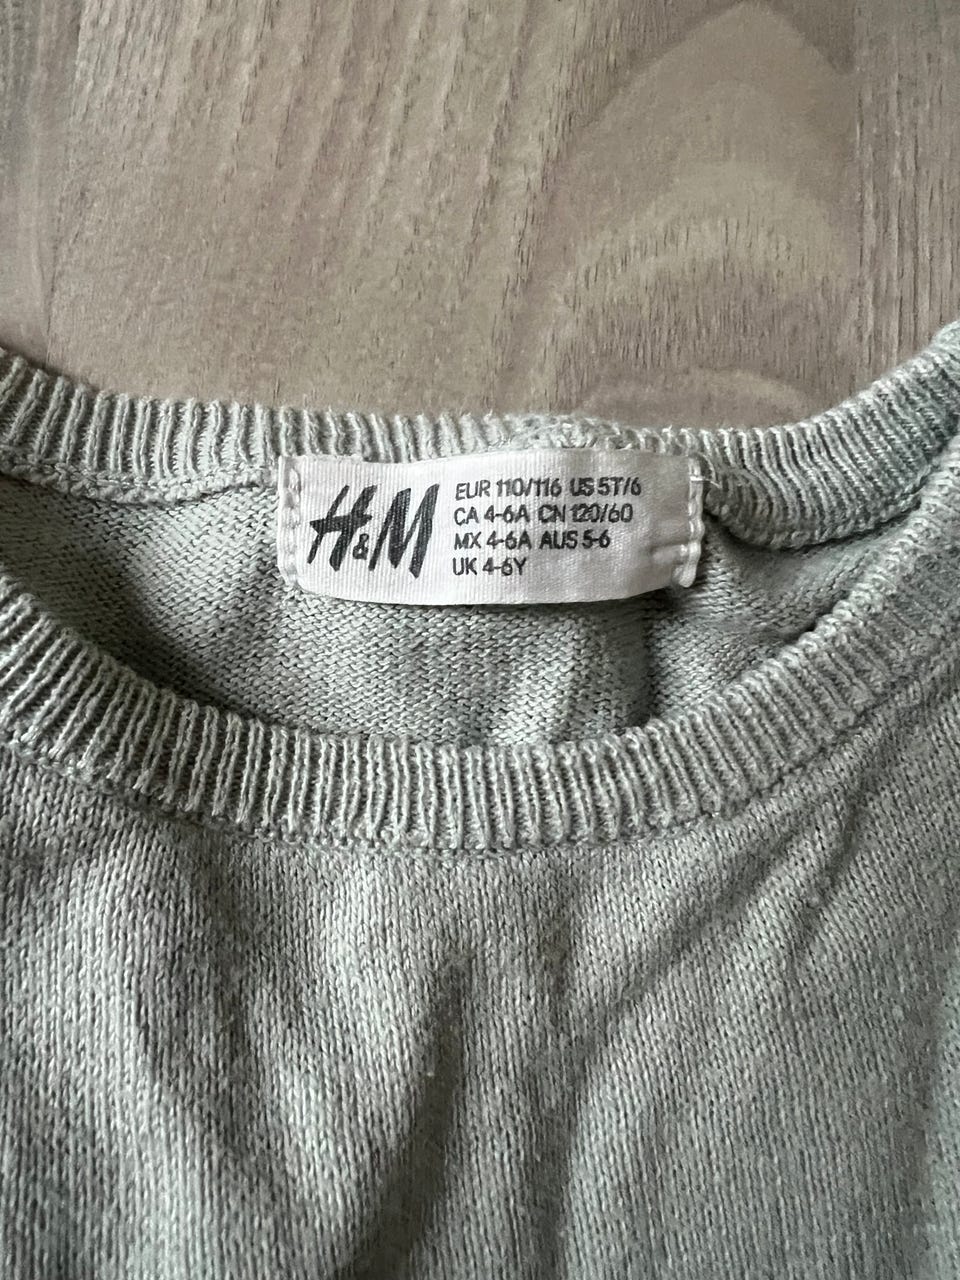 H&M
EUR 110/116 US 5T/6
CA 4-6A CN 120/60
MX 4-6A AUS 5-6
UK 4-6Y